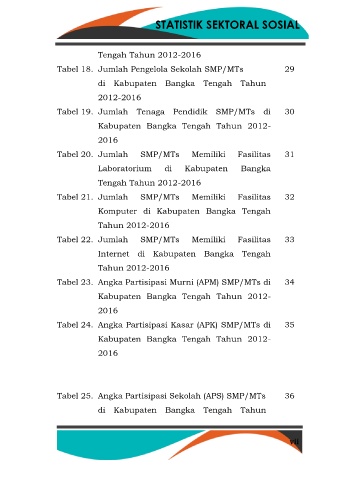 STATISTIK SEKTORAL SOSIAL
Tengah Tahun 2012-2016
Tabel 18. Jumlah Pengelola Sekolah SMP/MTs 29
di Kabupaten Bangka Tengah Tahun
2012-2016
Tabel 19. Jumlah Tenaga Pendidik SMP/MTs di 30
Kabupaten Bangka Tengah Tahun 2012-
2016
Tabel 20. Jumlah SMP/MTs Memiliki Fasilitas 31
Laboratorium di Kabupaten Bangka
Tengah Tahun 2012-2016
Tabel 21. Jumlah SMP/MTs Memiliki Fasilitas 32
Komputer di Kabupaten Bangka Tengah
Tahun 2012-2016
Tabel 22. Jumlah SMP/MTs Memiliki Fasilitas 33
Internet di Kabupaten Bangka Tengah
Tahun 2012-2016
Tabel 23. Angka Partisipasi Murni (APM) SMP/MTs di 34
Kabupaten Bangka Tengah Tahun 2012-
2016
Tabel 24. Angka Partisipasi Kasar (APK) SMP/MTs di 35
Kabupaten Bangka Tengah Tahun 2012-
2016
Tabel 25. Angka Partisipasi Sekolah (APS) SMP/MTs 36
di Kabupaten Bangka Tengah Tahun